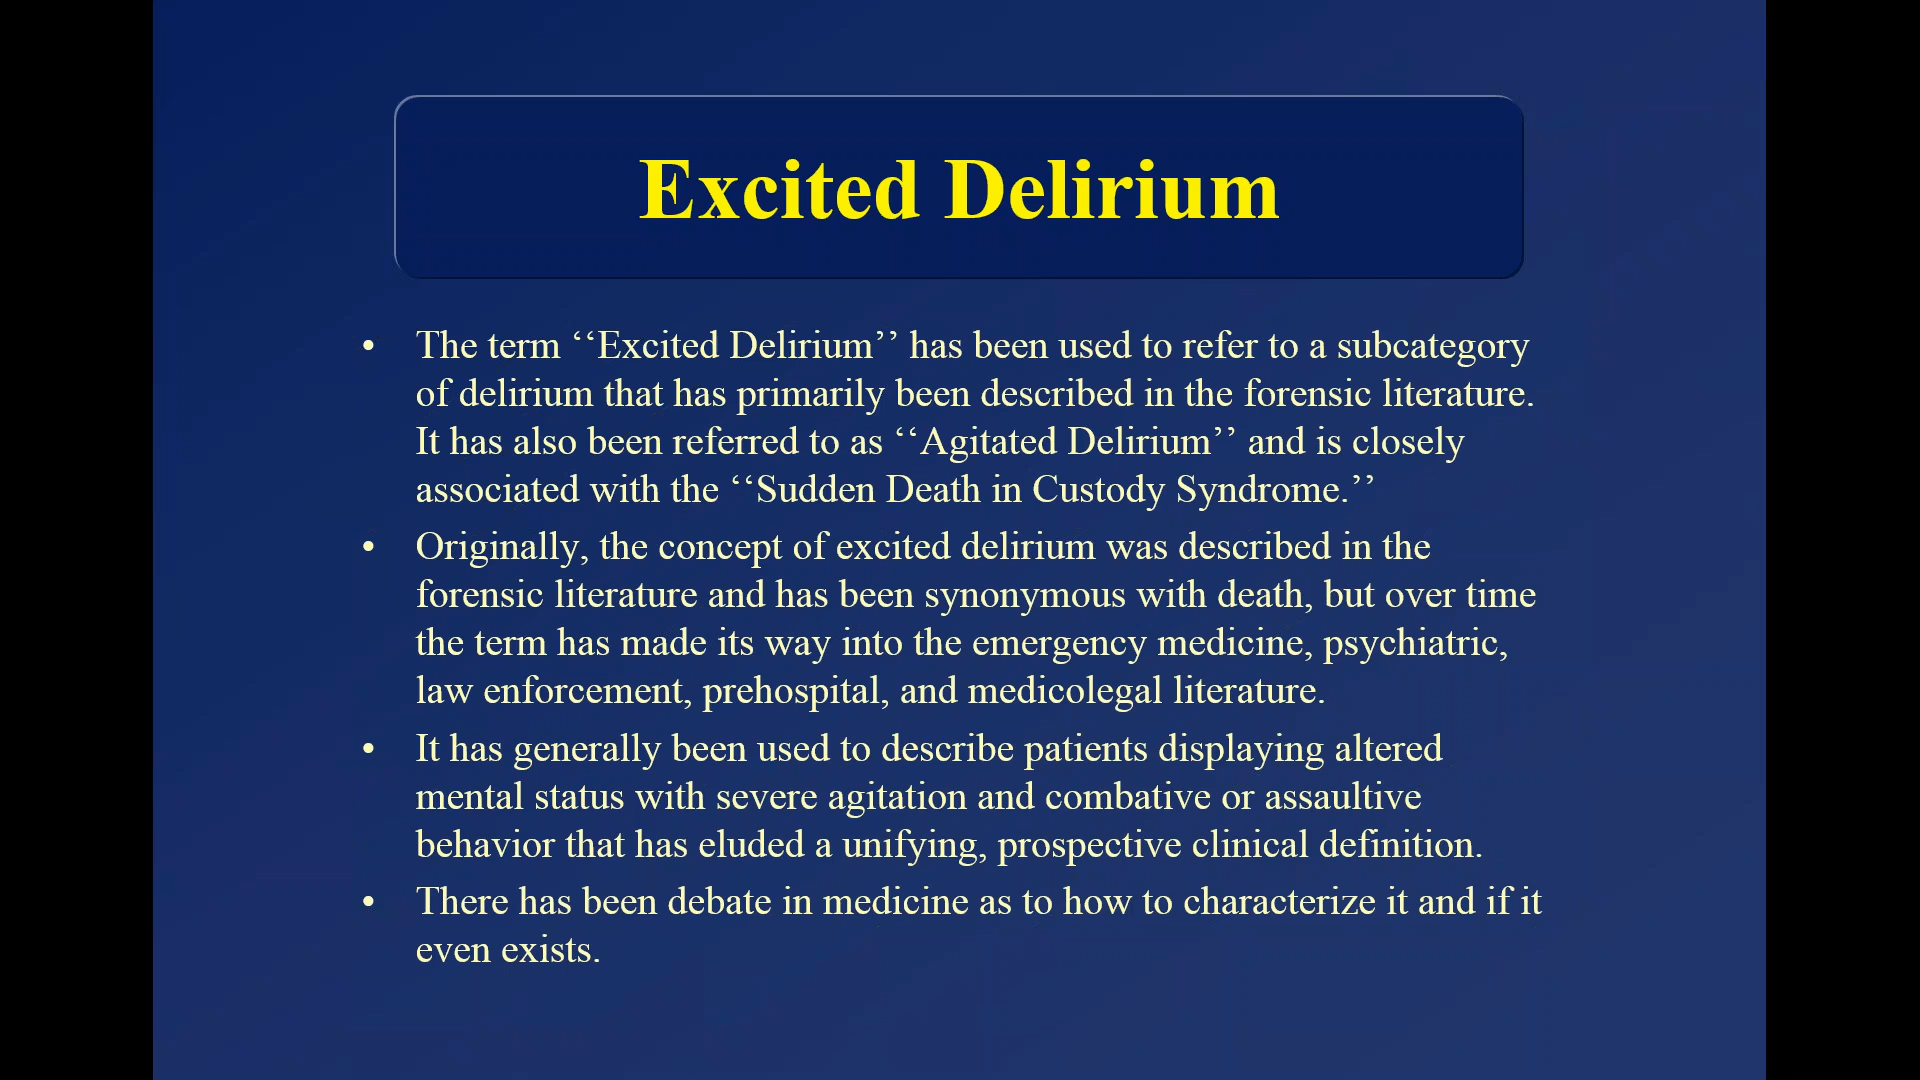 Excited Delirium
• The term ‘‘Excited Delirium’’ has been used to refer to a subcategory
of delirium that has primarily been described in the forensic literature.
It has also been referred to as ‘‘Agitated Delirium’’ and is closely
associated with the ‘‘Sudden Death in Custody Syndrome.’’
• Originally, the concept of excited delirium was described in the
forensic literature and has been synonymous with death, but over time
the term has made its way into the emergency medicine, psychiatric,
law enforcement, prehospital, and medicolegal literature.
• It has generally been used to describe patients displaying altered
mental status with severe agitation and combative or assaultive
behavior that has eluded a unifying, prospective clinical definition.
• There has been debate in medicine as to how to characterize it and if it
even exists.